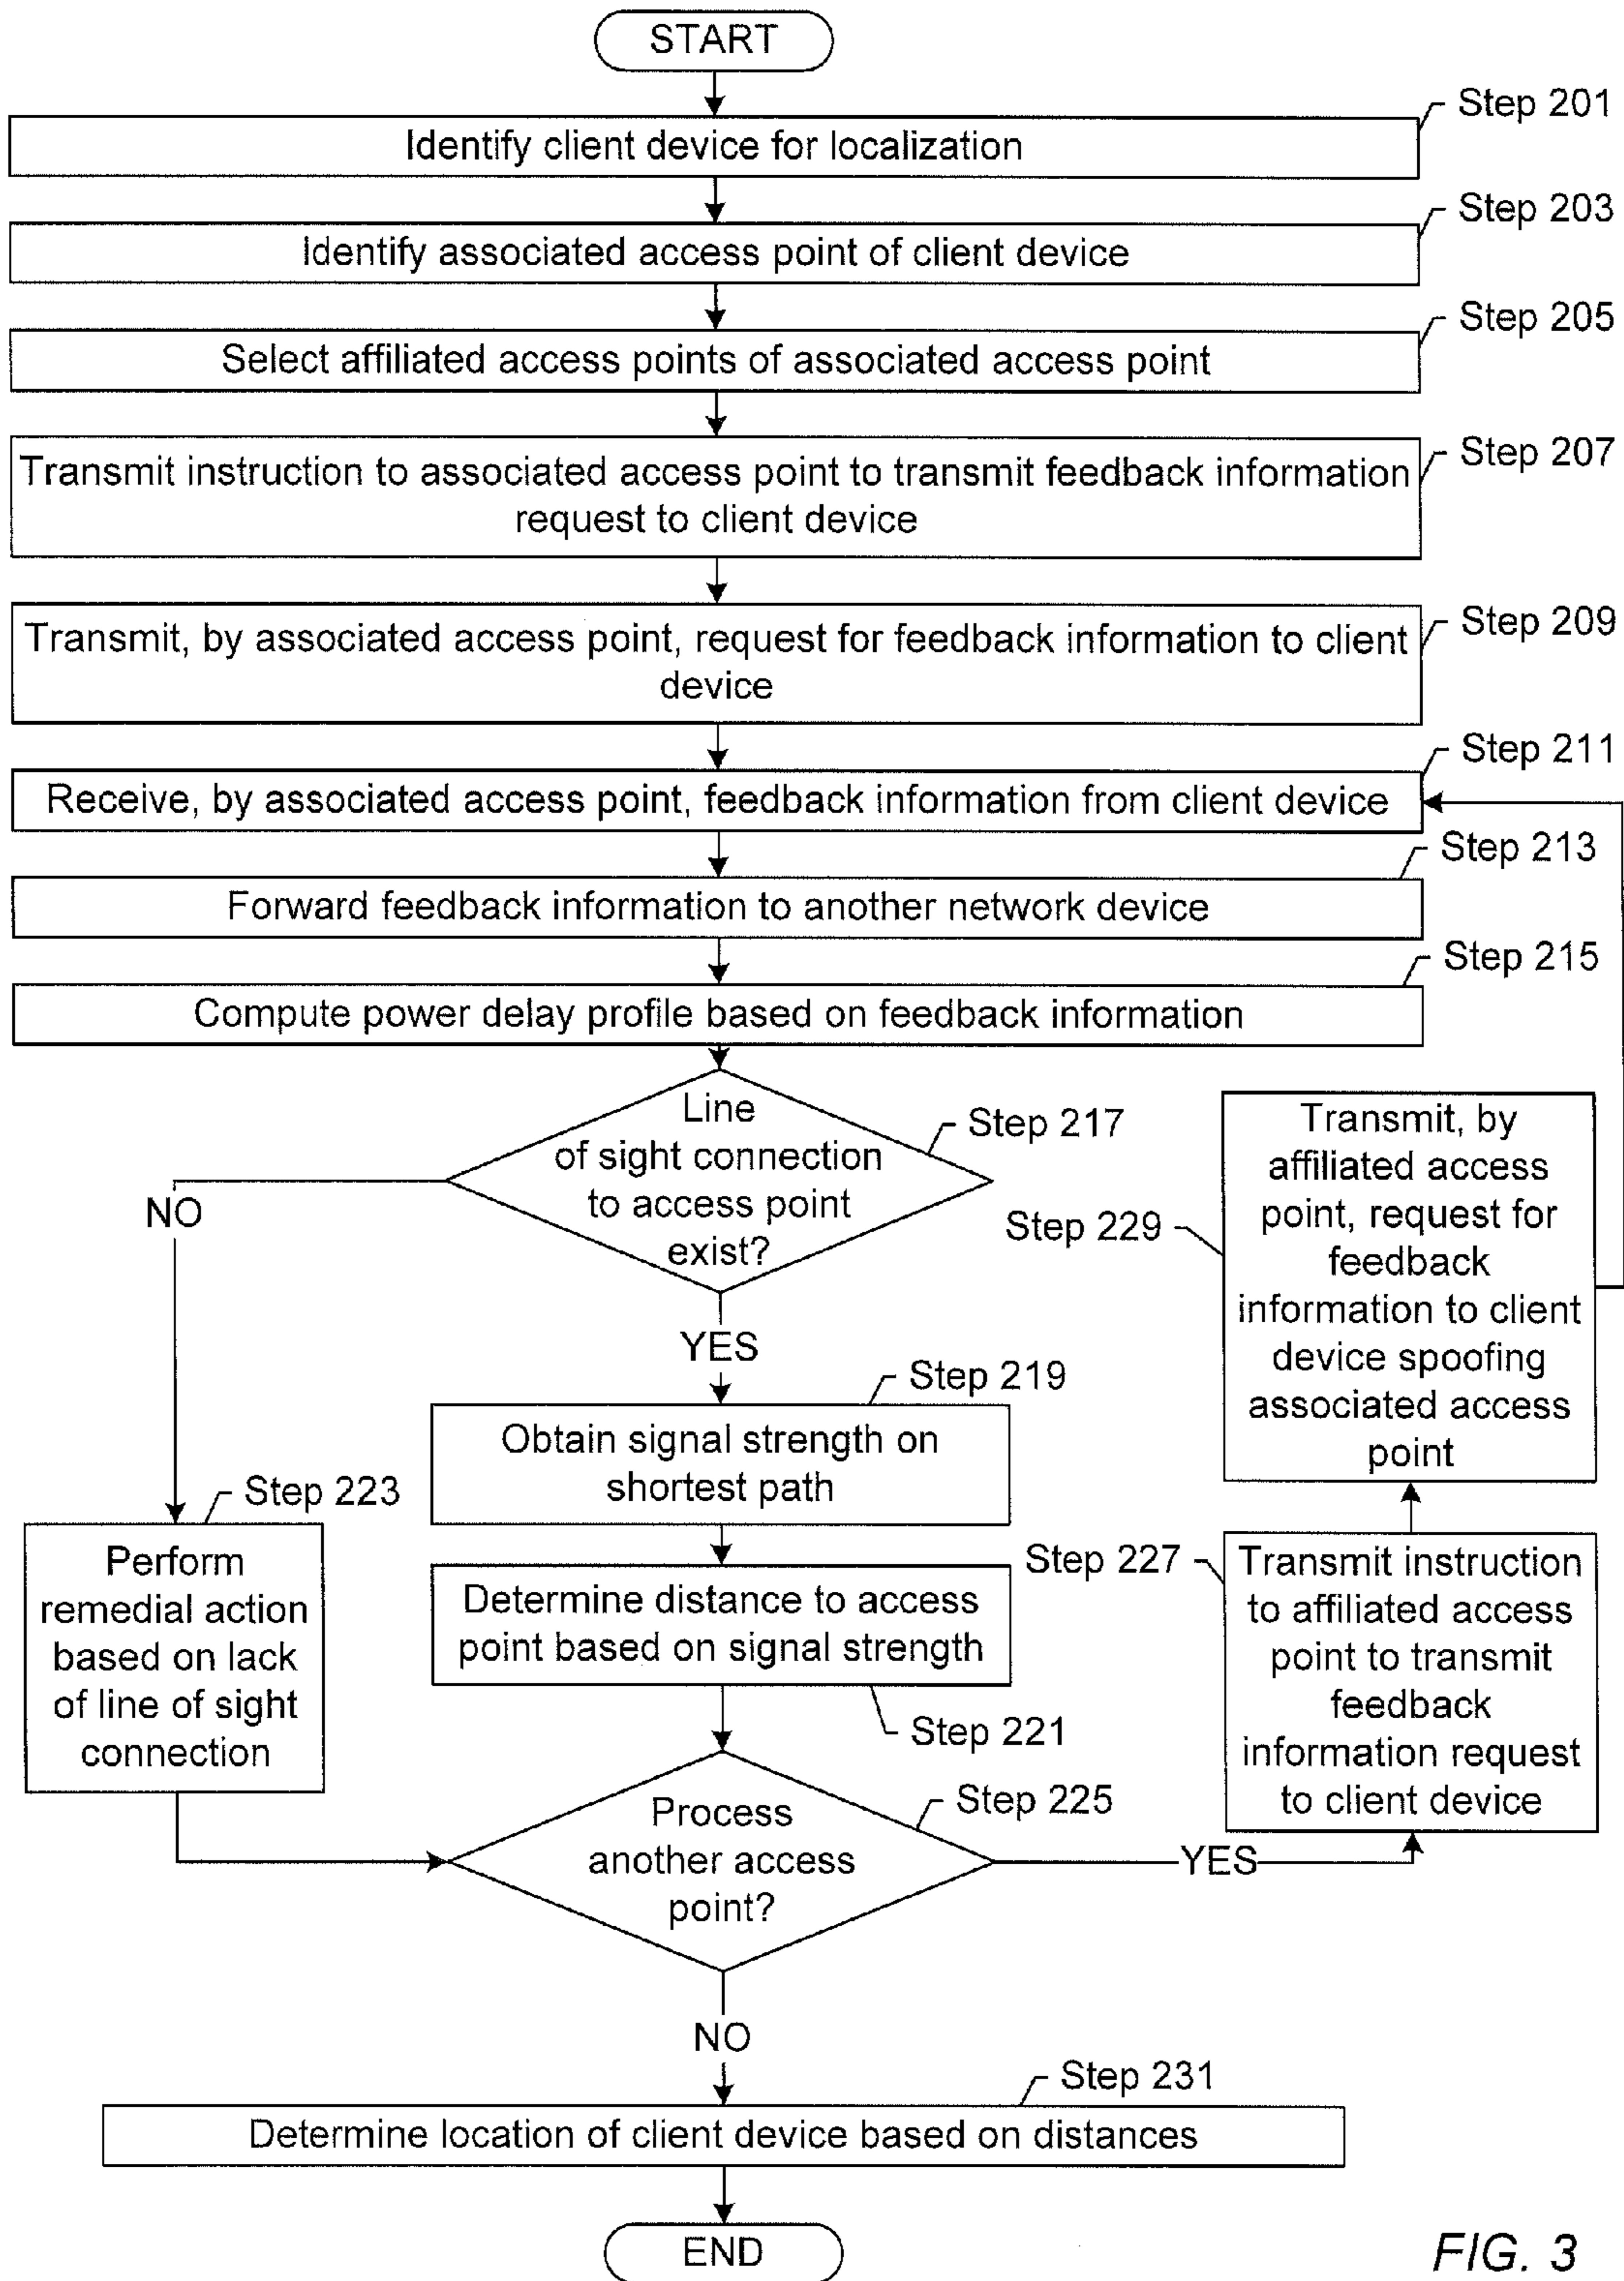 START
Step 201
Identify client device for localization
Step 203
Identify associated access point of client device
Step 205
Select affiliated access points of associated access point
Step 207
Transmit instruction to associated access point to transmit feedback information
request to client device
Step 209
Transmit, by associated access point, request for feedback information to client
device
Step 211
Receive, by associated access point, feedback information from client device
Step 213
Forward feedback information to another network device
Step 215
Compute power delay profile based on feedback information
Step 217
Line
of sight connection
to access point
exist?
NO
YES
Step 219
Obtain signal strength on
shortest path
Step 223
Perform
remedial action
based on lack
of line of sight
connection
Determine distance to access
point based on signal strength
Step 221
Step 225
Process
another access
point?
YES
Step 227
Transmit instruction
to affiliated access
point to transmit
feedback
information request
to client device
Step 229
Transmit, by
affiliated access
point, request for
feedback
information to client
device spoofing
associated access
point
NO
Step 231
Determine location of client device based on distances
END
FIG. 3